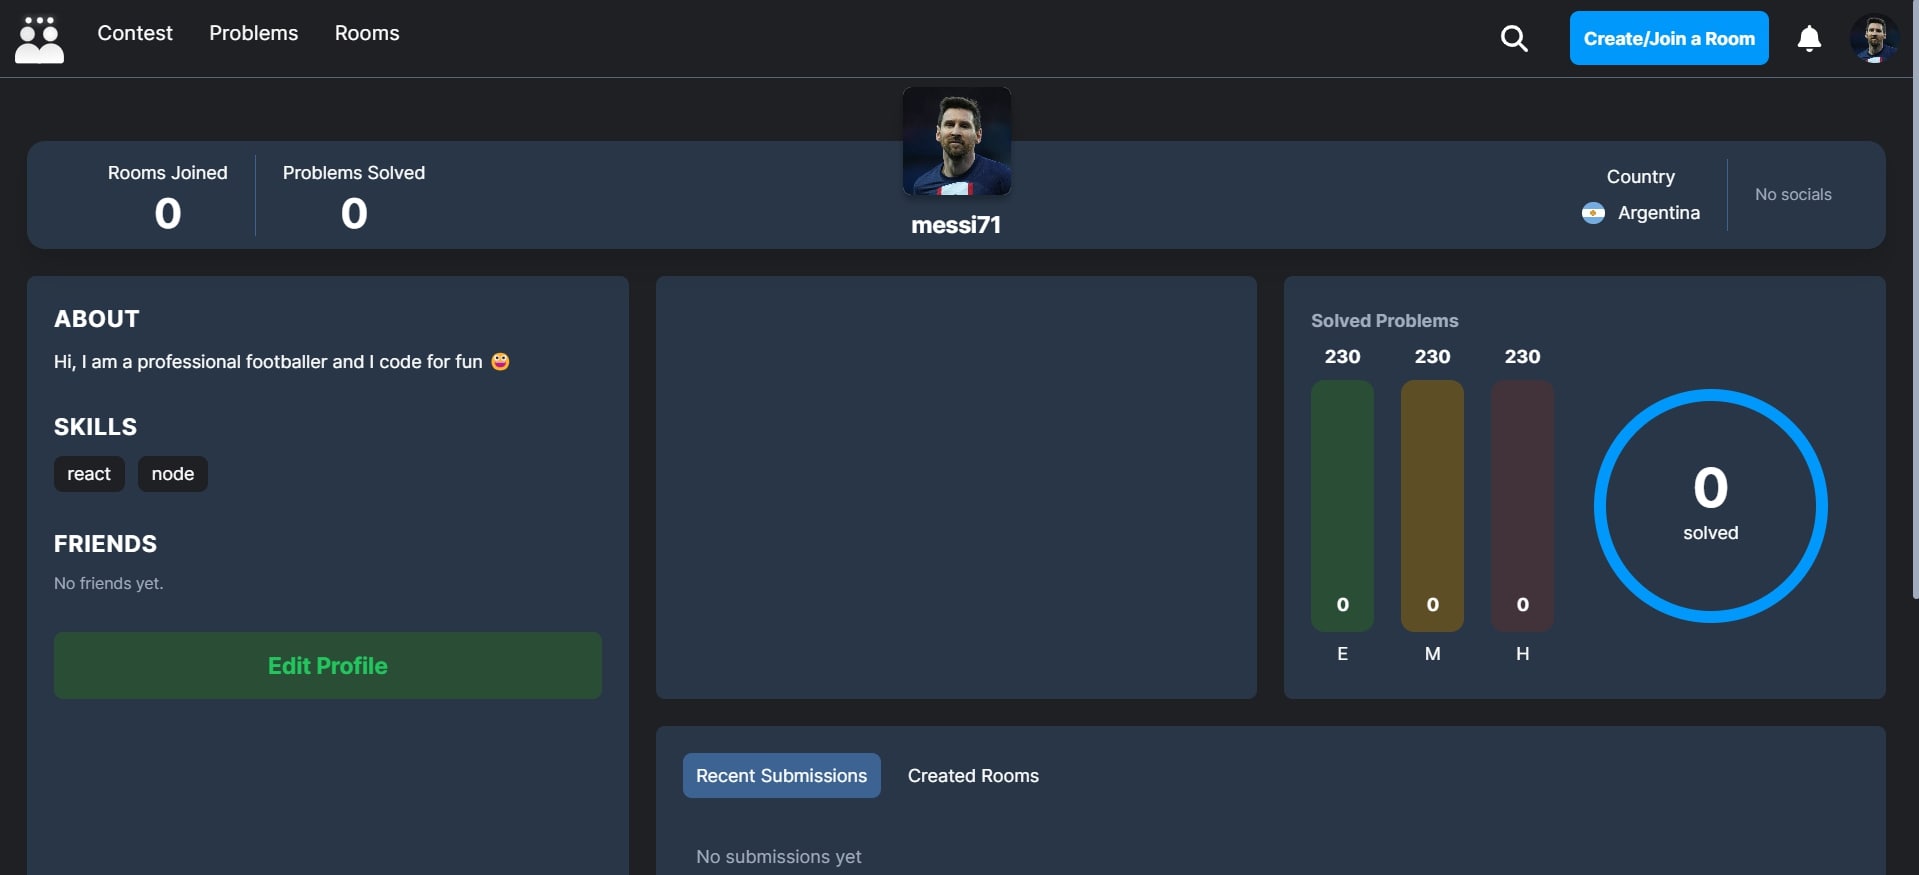 Contest Problems Rooms Create/Join a Room
Rooms Joined
0
Problems Solved
0
messi71
Country
Argentina
No socials
ABOUT
Hi, I am a professional footballer and I code for fun 😀
SKILLS
react node
FRIENDS
No friends yet.
Edit Profile
Solved Problems
230 230 230
0 0 0
E M H
0
solved
Recent Submissions Created Rooms
No submissions yet